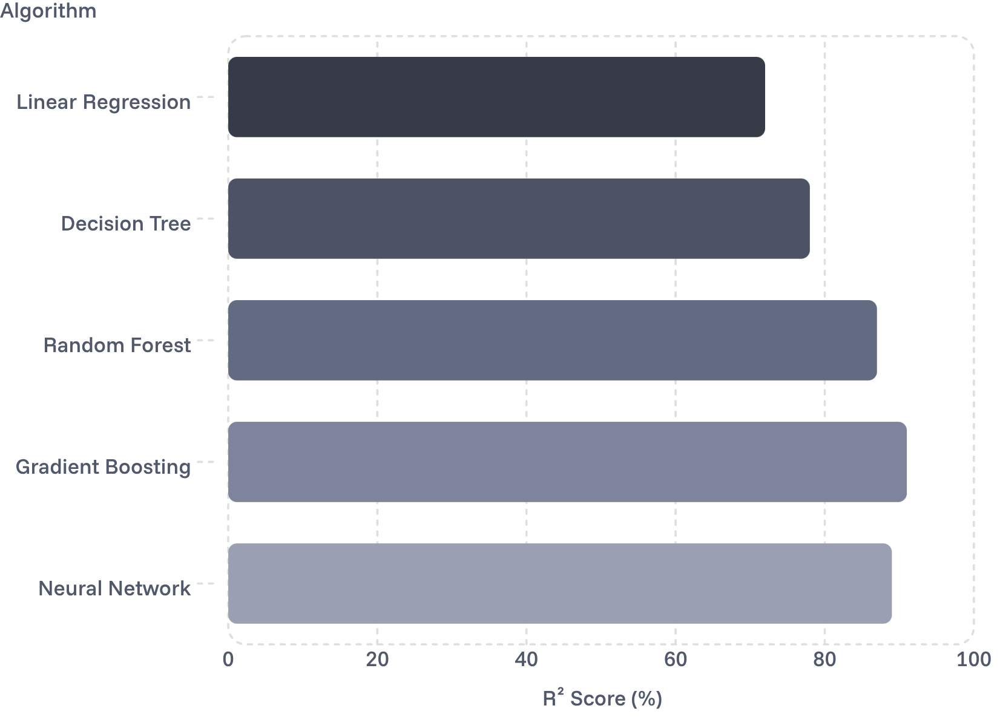 Algorithm
Linear Regression
Decision Tree
Random Forest
Gradient Boosting
Neural Network
0 20 40 60 80 100
R² Score (%)